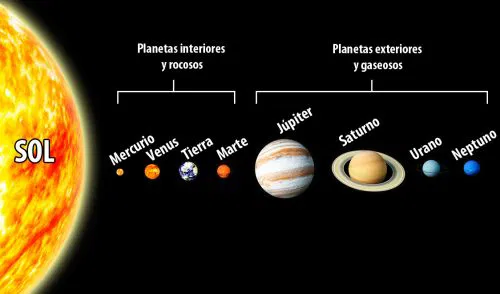 Planetas interiores
y rocosos
Planetas exteriores
y gaseosos
SOL
Mercurio
Venus
Tierra
Marte
Júpiter
Saturno
Urano
Neptuno